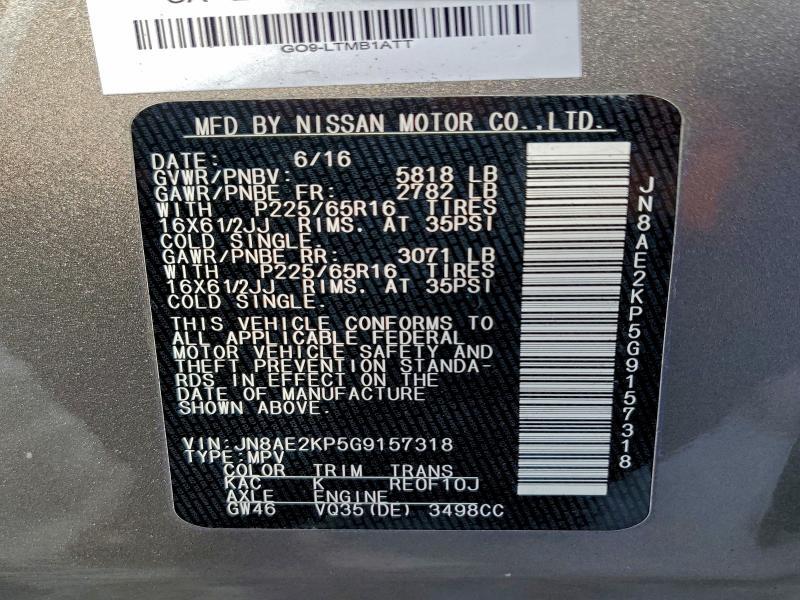 GO9-LTMB1ATT
MFD BY NISSAN MOTOR CO.,LTD.
DATE: 6/16
GVWR/PNBV: 5818 LB
GAWR/PNBE FR: 2782 LB
WITH P225/65R16 TIRES
16X61/2JJ RIMS. AT 35PSI
COLD SINGLE.
GAWR/PNBE RR: 3071 LB
WITH P225/65R16 TIRES
16X61/2JJ RIMS. AT 35PSI
COLD SINGLE.
THIS VEHICLE CONFORMS TO
ALL APPLICABLE FEDERAL
MOTOR VEHICLE SAFETY AND
THEFT PREVENTION STANDA-
RDS IN EFFECT ON THE
DATE OF MANUFACTURE
SHOWN ABOVE.
VIN: JN8AE2KP5G9157318
TYPE: MPV
COLOR TRIM TRANS
KAC K RE0F10J
AXLE ENGINE
GW46 VQ35(DE) 3498CC
JN8AE2KP5G9157318